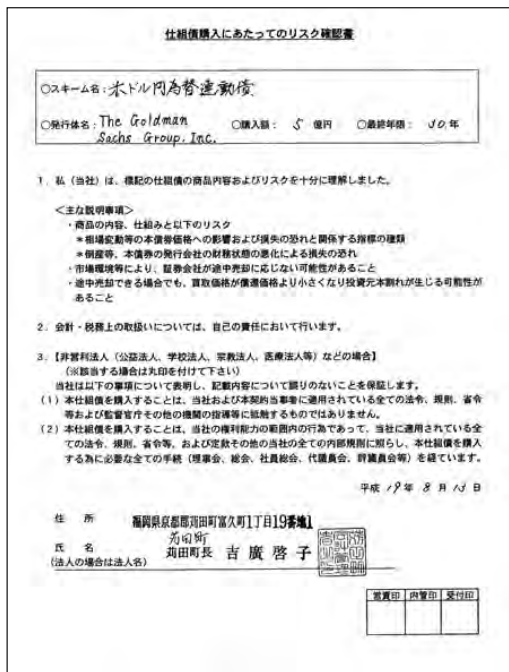 仕組債購入にあたってのリスク確認書
○スキーム名：米ドル円為替連動債
○発行体名：The Goldman Sachs Group, Inc. ○購入額： 5 億円 ○最終年限： 30年
1．私（当社）は、標記の仕組債の商品内容およびリスクを十分に理解しました。
＜主な説明事項＞
・商品の内容、仕組みと以下のリスク
＊相場変動等の本債券価格への影響および損失の恐れと関係する指標の種類
＊倒産等、本債券の発行会社の財務状態の悪化による損失の恐れ
・市場環境等により、証券会社が途中売却に応じない可能性があること
・途中売却できる場合でも、買取価格が償還価格より小さくなり投資元本割れが生じる可能性が
あること
2．会計・税務上の取扱いについては、自己の責任において行います。
3．【非営利法人（公益法人、学校法人、宗教法人、医療法人等）などの場合】
（※該当する場合は丸印を付けて下さい）
当社は以下の事項について表明し、記載内容について誤りのないことを保証します。
（1）本仕組債を購入することは、当社および本契約当事者に適用されている全ての法令、規則、省令
等および監督官庁その他の機関の指導等に抵触するものではありません。
（2）本仕組債を購入することは、当社の権利能力の範囲内の行為であって、当社に適用されている全
ての法令、規則、省令等、および定款その他の当社の全ての内部規則に照らし、本仕組債を購入
する為に必要な全ての手続（理事会、総会、社員総会、代議員会、評議員会等）を経ています。
平成 19年 8月 13日
住 所 福岡県京都郡苅田町富久町1丁目19番地1
苅田町
氏 名 苅田町長 吉廣啓子
（法人の場合は法人名）
営責印 内管印 受付印